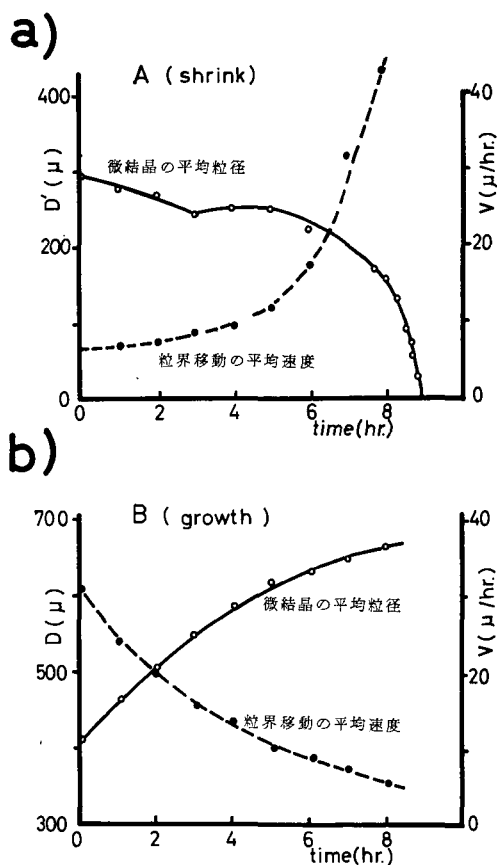 a)
A (shrink)
400
200
0
D'(μ)
微結晶の平均粒径
粒界移動の平均速度
40
20
0
V(μ/hr.)
0 2 4 6 8
time(hr.)
b)
B (growth)
700
500
300
D(μ)
微結晶の平均粒径
粒界移動の平均速度
40
20
0
V(μ/hr.)
0 2 4 6 8
time(hr.)